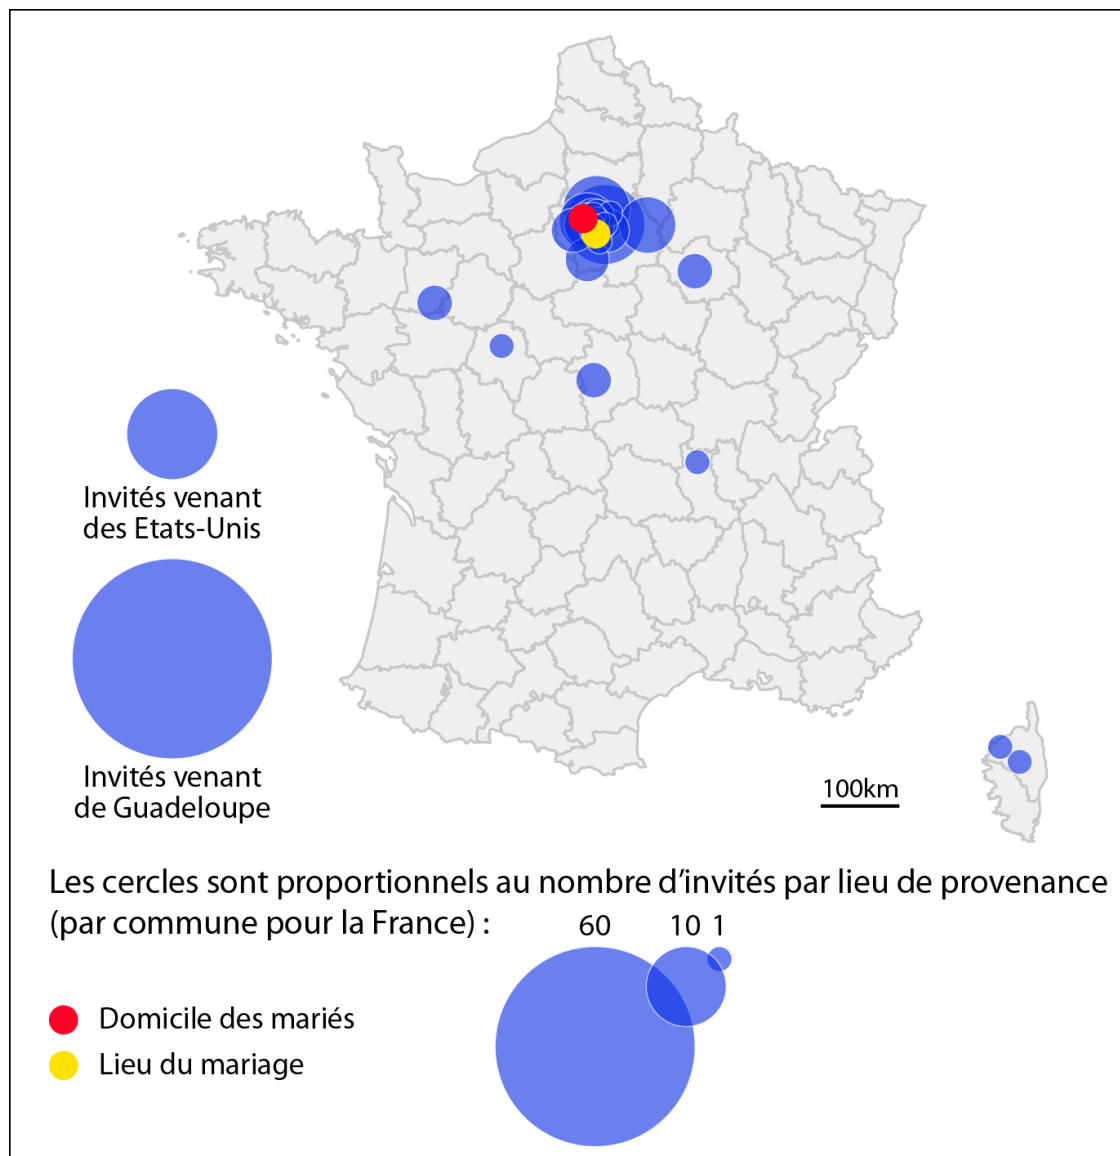 Invités venant
des Etats-Unis
Invités venant
de Guadeloupe
100km
Les cercles sont proportionnels au nombre d’invités par lieu de provenance
(par commune pour la France) :
60 10 1
Domicile des mariés
Lieu du mariage